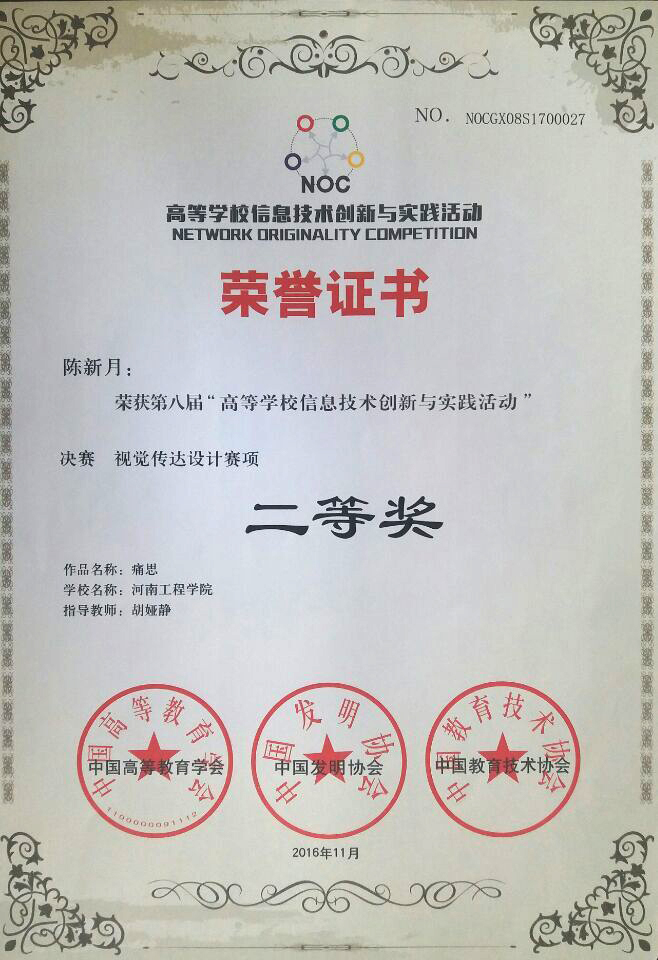 NO. NOCGX08S1700027
NOC
高等学校信息技术创新与实践活动
NETWORK ORIGINALITY COMPETITION
荣誉证书
陈新月：
荣获第八届“高等学校信息技术创新与实践活动”
决赛 视觉传达设计赛项
二等奖
作品名称：痛思
学校名称：河南工程学院
指导教师：胡娅静
中国高等教育学会
中国高等教育学会
1100000091112
中国发明协会
中国发明协会
中国教育技术协会
中国教育技术协会
2016年11月